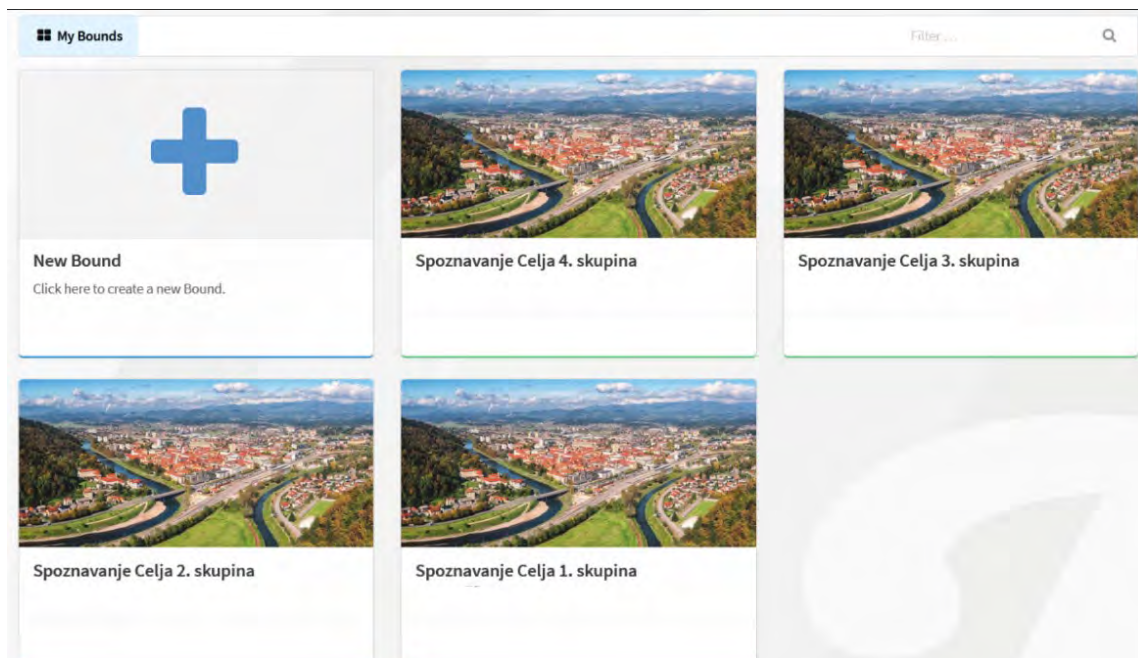 My Bounds
Filter ...
New Bound
Click here to create a new Bound.
Spoznavanje Celja 4. skupina
Spoznavanje Celja 3. skupina
Spoznavanje Celja 2. skupina
Spoznavanje Celja 1. skupina